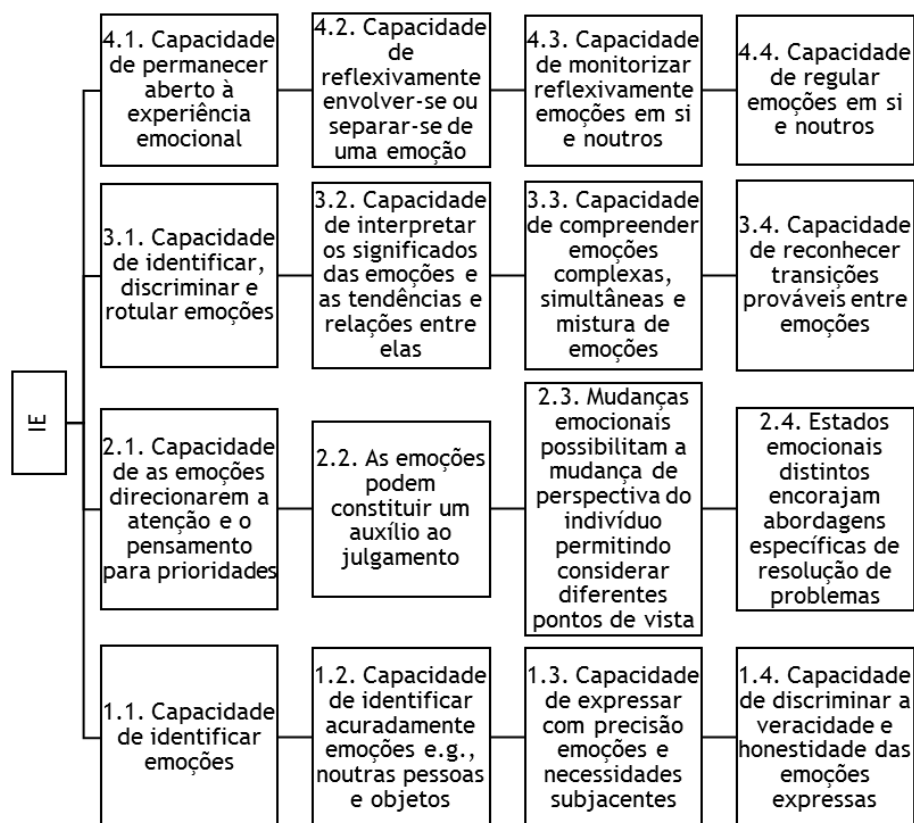 4.1. Capacidade
de permanecer
aberto à
experiência
emocional
4.2. Capacidade
de
reflexivamente
envolver-se ou
separar-se de
uma emoção
4.3. Capacidade
de monitorizar
reflexivamente
emoções em si
e noutros
4.4. Capacidade
de regular
emoções em si
e noutros
3.1. Capacidade
de identificar,
discriminar e
rotular emoções
3.2. Capacidade
de interpretar
os significados
das emoções e
as tendências e
relações entre
elas
3.3. Capacidade
de compreender
emoções
complexas,
simultâneas e
mistura de
emoções
3.4. Capacidade
de reconhecer
transições
prováveis entre
emoções
IE
2.1. Capacidade
de as emoções
direcionarem a
atenção e o
pensamento
para prioridades
2.2. As emoções
podem
constituir um
auxílio ao
julgamento
2.3. Mudanças
emocionais
possibilitam a
mudança de
perspectiva do
indivíduo
permitindo
considerar
diferentes
pontos de vista
2.4. Estados
emocionais
distintos
encorajam
abordagens
específicas de
resolução de
problemas
1.1. Capacidade
de identificar
emoções
1.2. Capacidade
de identificar
acuradamente
emoções e.g.,
noutras pessoas
e objetos
1.3. Capacidade
de expressar
com precisão
emoções e
necessidades
subjacentes
1.4. Capacidade
de discriminar a
veracidade e
honestidade das
emoções
expressas